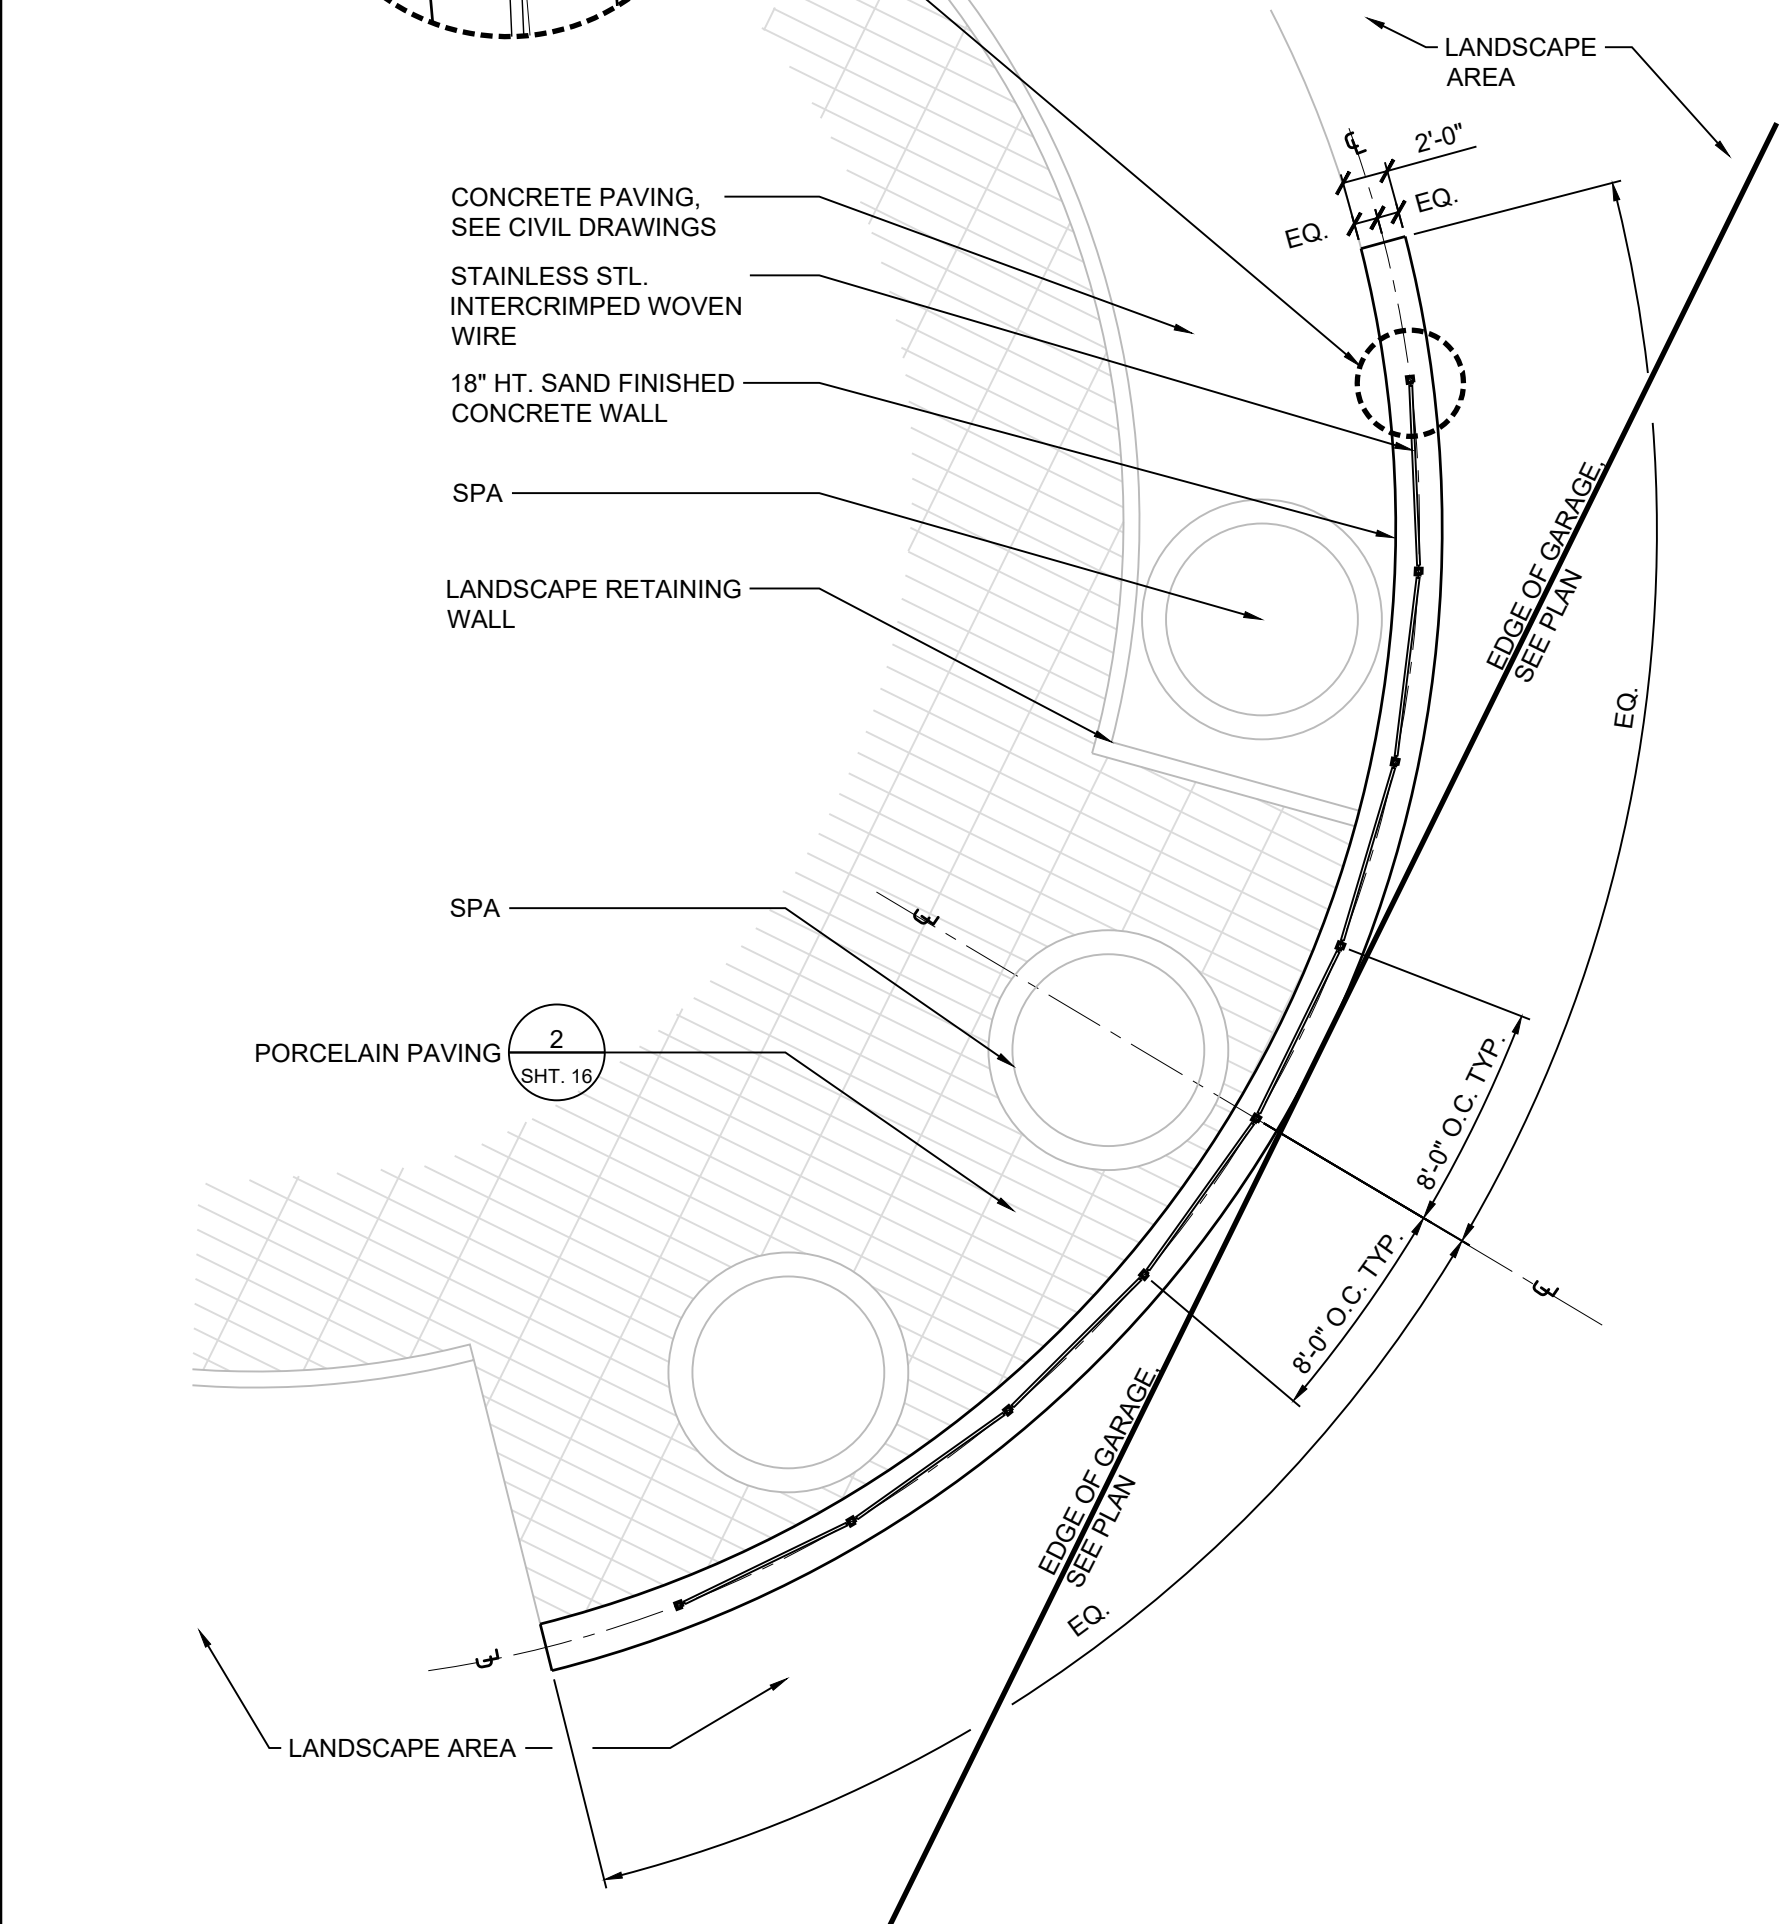 LANDSCAPE
AREA
℄
2'-0"
EQ.
EQ.
CONCRETE PAVING,
SEE CIVIL DRAWINGS
STAINLESS STL.
INTERCRIMPED WOVEN
WIRE
18" HT. SAND FINISHED
CONCRETE WALL
SPA
EDGE OF GARAGE,
SEE PLAN
LANDSCAPE RETAINING
WALL
EQ.
SPA
℄
PORCELAIN PAVING
2
SHT. 16
8'-0" O.C. TYP.
8'-0" O.C. TYP.
℄
EDGE OF GARAGE,
SEE PLAN
EQ.
℄
LANDSCAPE AREA